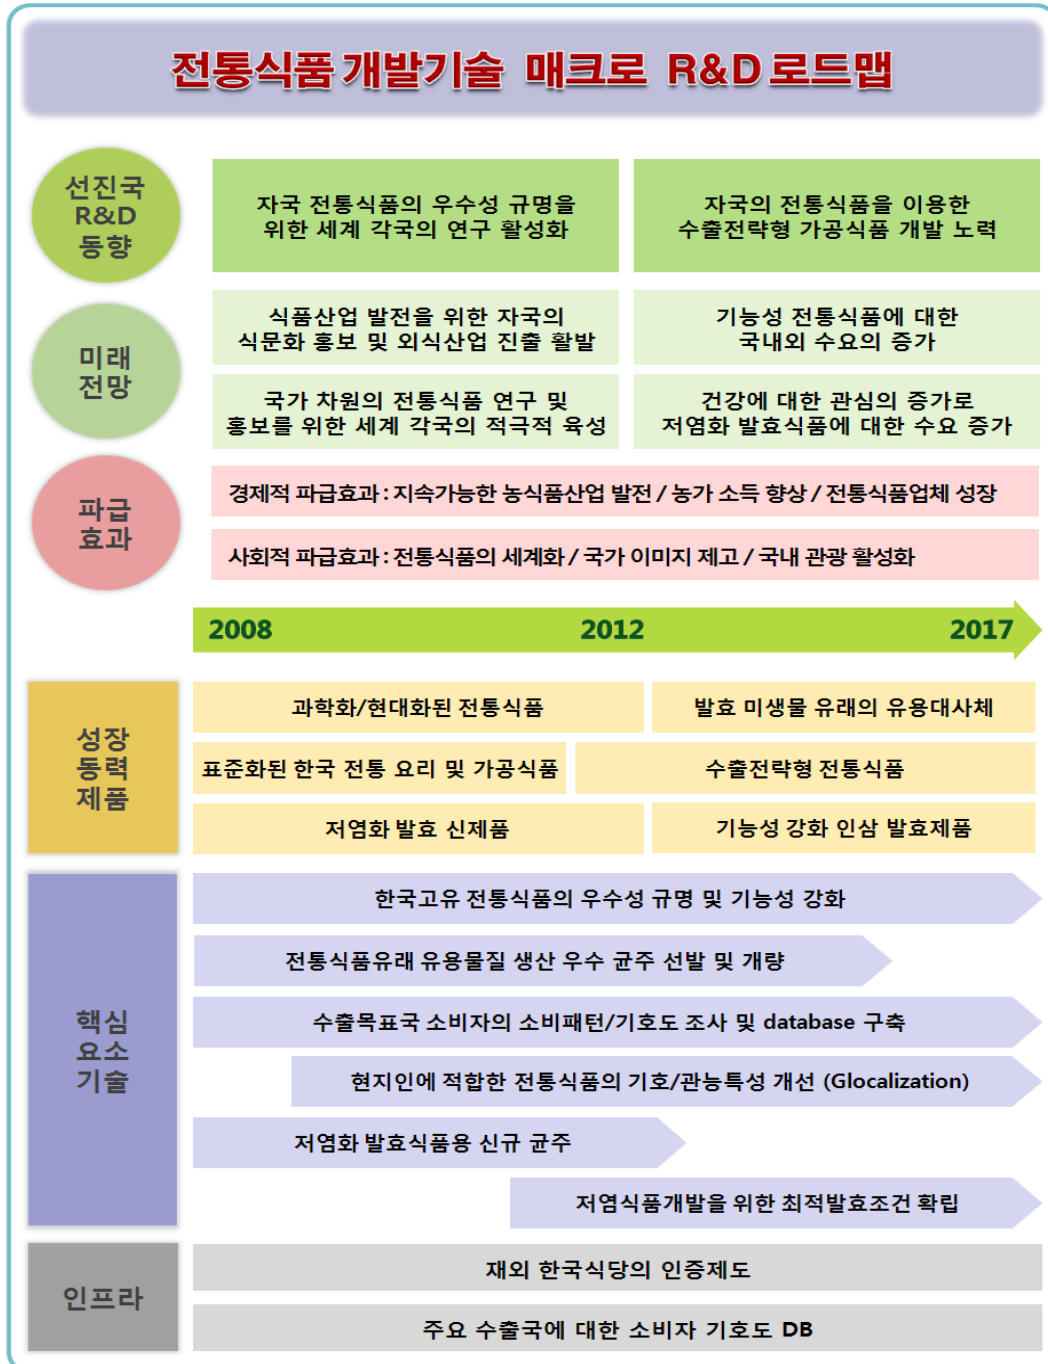 전통식품 개발기술 매크로 R&D 로드맵
선진국
R&D
동향
자국 전통식품의 우수성 규명을
위한 세계 각국의 연구 활성화
자국의 전통식품을 이용한
수출전략형 가공식품 개발 노력
미래
전망
식품산업 발전을 위한 자국의
식문화 홍보 및 외식산업 진출 활발
기능성 전통식품에 대한
국내외 수요의 증가
국가 차원의 전통식품 연구 및
홍보를 위한 세계 각국의 적극적 육성
건강에 대한 관심의 증가로
저염화 발효식품에 대한 수요 증가
파급
효과
경제적 파급효과 : 지속가능한 농식품산업 발전 / 농가 소득 향상 / 전통식품업체 성장
사회적 파급효과 : 전통식품의 세계화 / 국가 이미지 제고 / 국내 관광 활성화
2008 2012 2017
성장
동력
제품
과학화/현대화된 전통식품
발효 미생물 유래의 유용대사체
표준화된 한국 전통 요리 및 가공식품
수출전략형 전통식품
저염화 발효 신제품
기능성 강화 인삼 발효제품
핵심
요소
기술
한국고유 전통식품의 우수성 규명 및 기능성 강화
전통식품유래 유용물질 생산 우수 균주 선발 및 개량
수출목표국 소비자의 소비패턴/기호도 조사 및 database 구축
현지인에 적합한 전통식품의 기호/관능특성 개선 (Glocalization)
저염화 발효식품용 신규 균주
저염식품개발을 위한 최적발효조건 확립
인프라
재외 한국식당의 인증제도
주요 수출국에 대한 소비자 기호도 DB